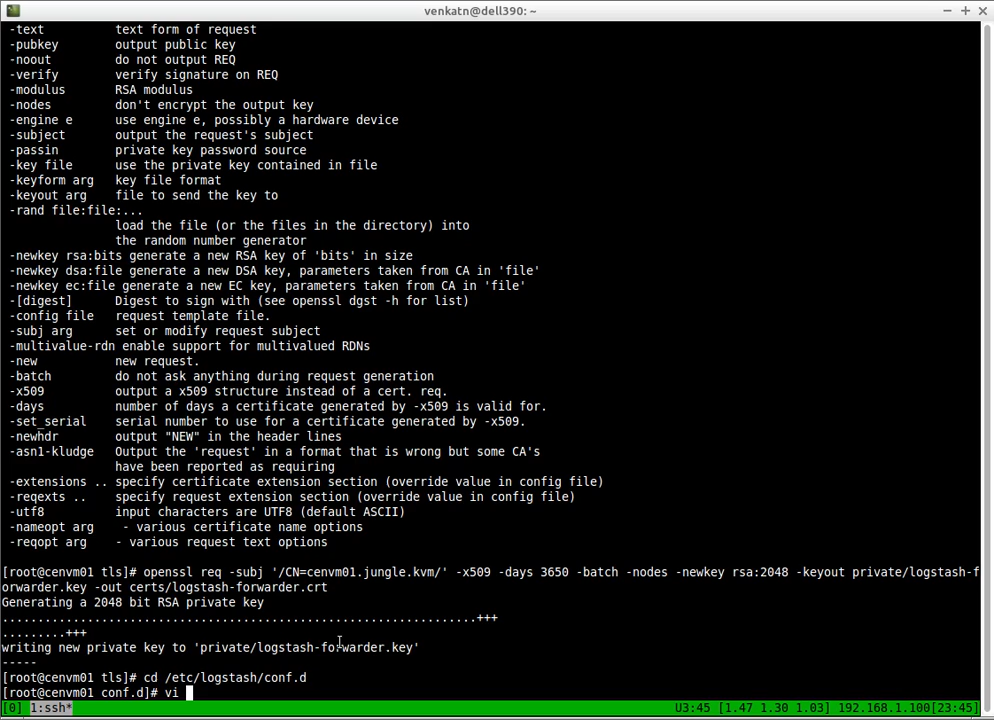 venkatn@dell390: ~
-text text form of request
-pubkey output public key
-noout do not output REQ
-verify verify signature on REQ
-modulus RSA modulus
-nodes don't encrypt the output key
-engine e use engine e, possibly a hardware device
-subject output the request's subject
-passin private key password source
-key file use the private key contained in file
-keyform arg key file format
-keyout arg file to send the key to
-rand file:file:...
load the file (or the files in the directory) into
the random number generator
-newkey rsa:bits generate a new RSA key of 'bits' in size
-newkey dsa:file generate a new DSA key, parameters taken from CA in 'file'
-newkey ec:file generate a new EC key, parameters taken from CA in 'file'
-[digest] Digest to sign with (see openssl dgst -h for list)
-config file request template file.
-subj arg set or modify request subject
-multivalue-rdn enable support for multivalued RDNs
-new new request.
-batch do not ask anything during request generation
-x509 output a x509 structure instead of a cert. req.
-days number of days a certificate generated by -x509 is valid for.
-set_serial serial number to use for a certificate generated by -x509.
-newhdr output "NEW" in the header lines
-asn1-kludge Output the 'request' in a format that is wrong but some CA's
have been reported as requiring
-extensions .. specify certificate extension section (override value in config file)
-reqexts .. specify request extension section (override value in config file)
-utf8 input characters are UTF8 (default ASCII)
-nameopt arg - various certificate name options
-reqopt arg - various request text options
[root@cenvm01 tls]# openssl req -subj '/CN=cenvm01.jungle.kvm/' -x509 -days 3650 -batch -nodes -newkey rsa:2048 -keyout private/logstash-f
orwarder.key -out certs/logstash-forwarder.crt
Generating a 2048 bit RSA private key
...................................................................+++
.........+++
writing new private key to 'private/logstash-forwarder.key'
-----
[root@cenvm01 tls]# cd /etc/logstash/conf.d
[root@cenvm01 conf.d]# vi
[0] 1:ssh* U3:45 [1.47 1.30 1.03] 192.168.1.100[23:45]